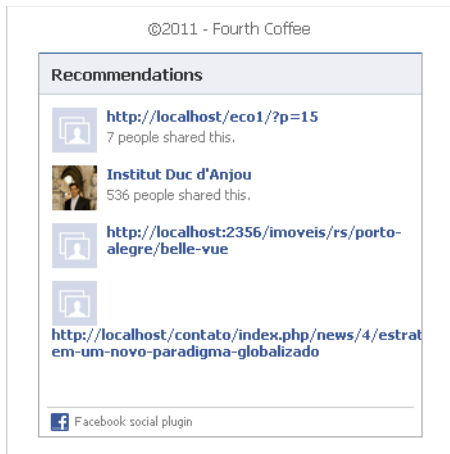 ©2011 - Fourth Coffee
Recommendations
http://localhost/eco1/?p=15
7 people shared this.
Institut Duc d'Anjou
536 people shared this.
http://localhost:2356/imoveis/rs/porto-
alegre/belle-vue
http://localhost/contato/index.php/news/4/estrat
em-um-novo-paradigma-globalizado
Facebook social plugin